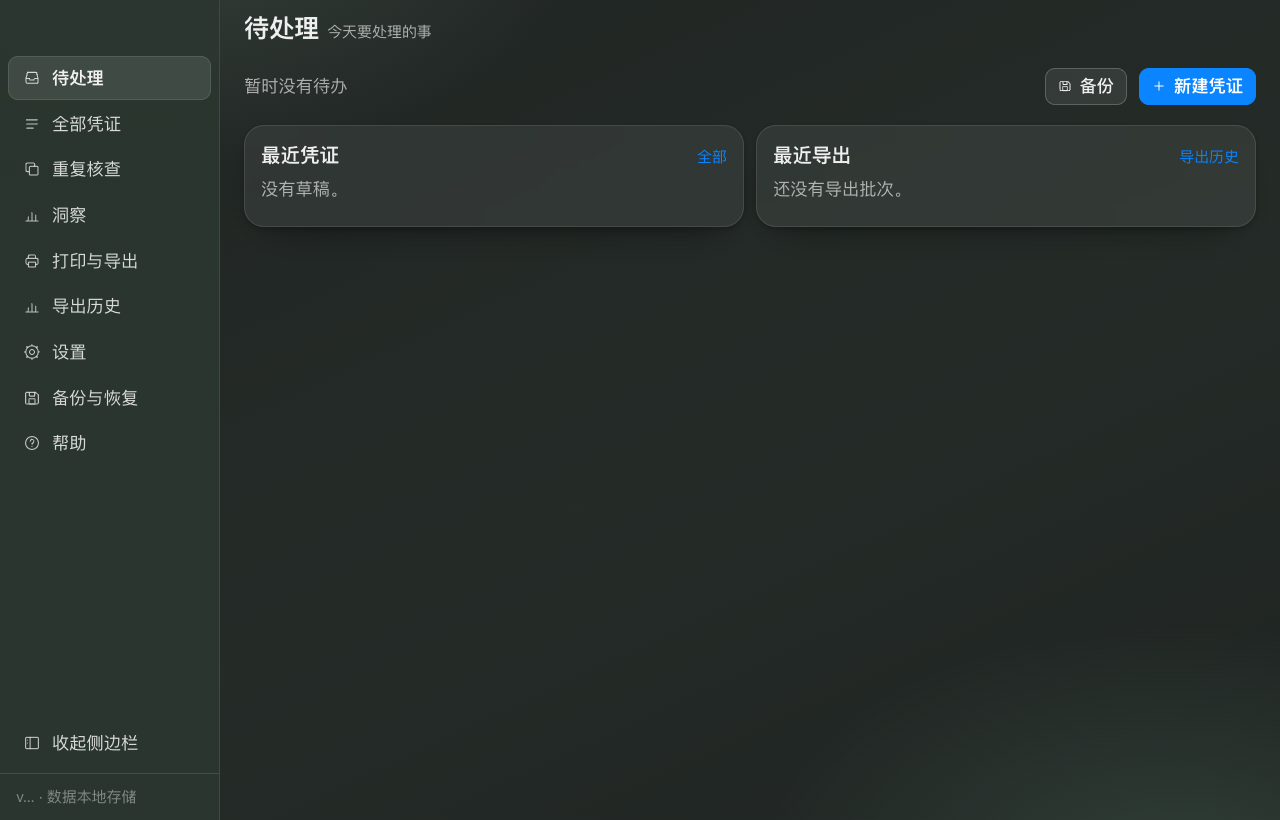 待处理
全部凭证
重复核查
洞察
打印与导出
导出历史
设置
备份与恢复
帮助
收起侧边栏
v... · 数据本地存储
待处理 今天要处理的事
暂时没有待办
备份
新建凭证
最近凭证
全部
没有草稿。
最近导出
导出历史
还没有导出批次。